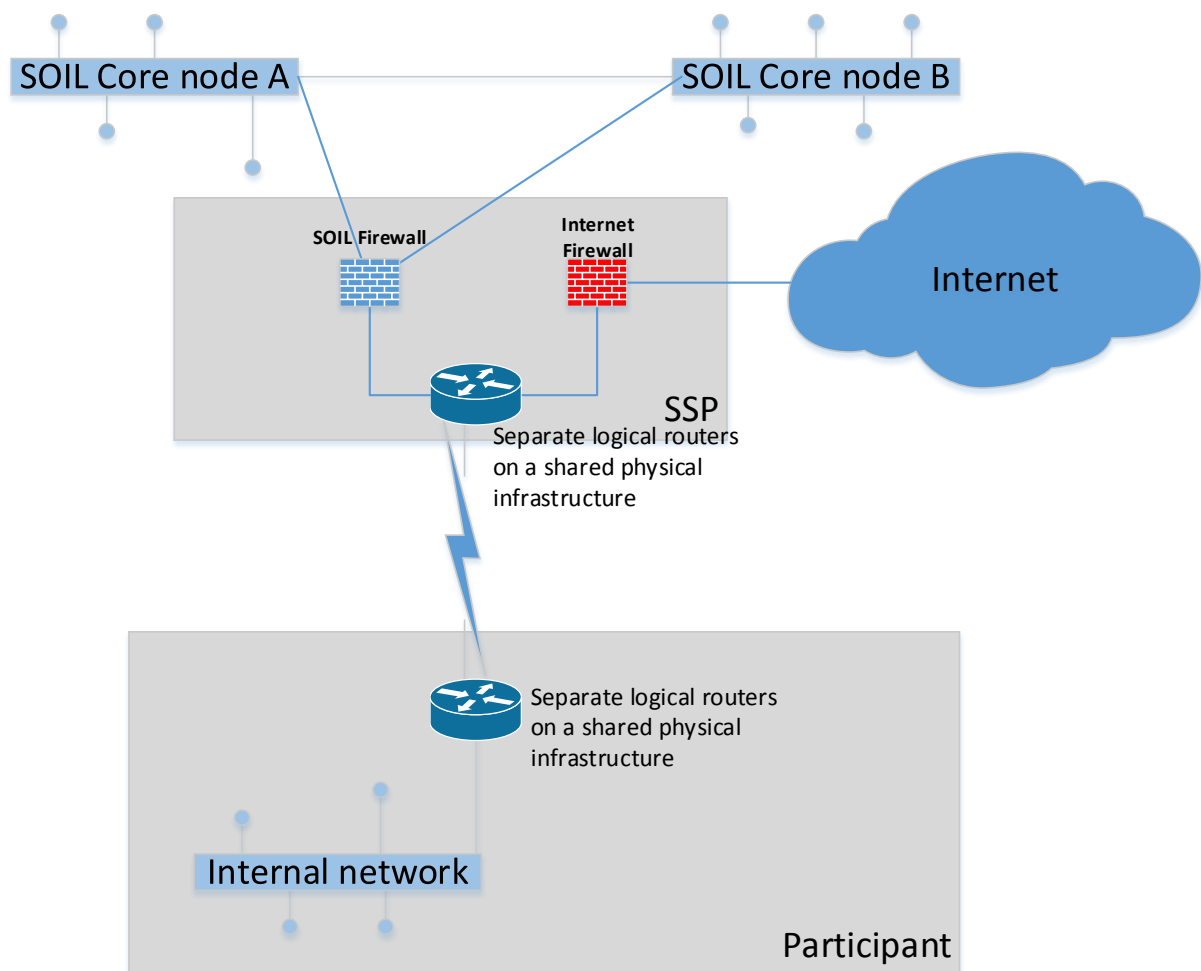 SOIL Core node A
SOIL Core node B
SOIL Firewall
Internet
Firewall
Internet
SSP
Separate logical routers
on a shared physical
infrastructure
Separate logical routers
on a shared physical
infrastructure
Internal network
Participant